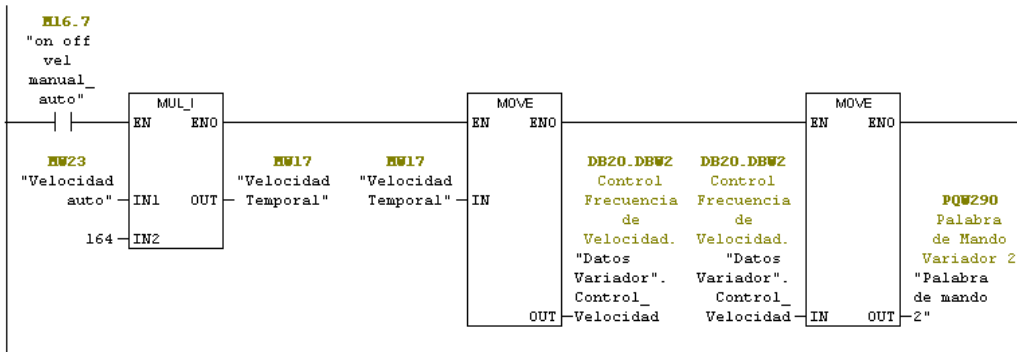 M16.7
"on off
vel
manual_
auto"
MUL_I
EN ENO
MW23
"Velocidad
auto"
IN1 OUT
164
IN2
MW17
"Velocidad
Temporal"
MW17
"Velocidad
Temporal"
MOVE
EN ENO
IN
OUT
DB20.DBW2
Control
Frecuencia
de
Velocidad.
"Datos
Variador".
Control_
Velocidad
DB20.DBW2
Control
Frecuencia
de
Velocidad.
"Datos
Variador".
Control_
Velocidad
MOVE
EN ENO
IN OUT
PQW290
Palabra
de Mando
Variador 2
"Palabra
de mando
2"